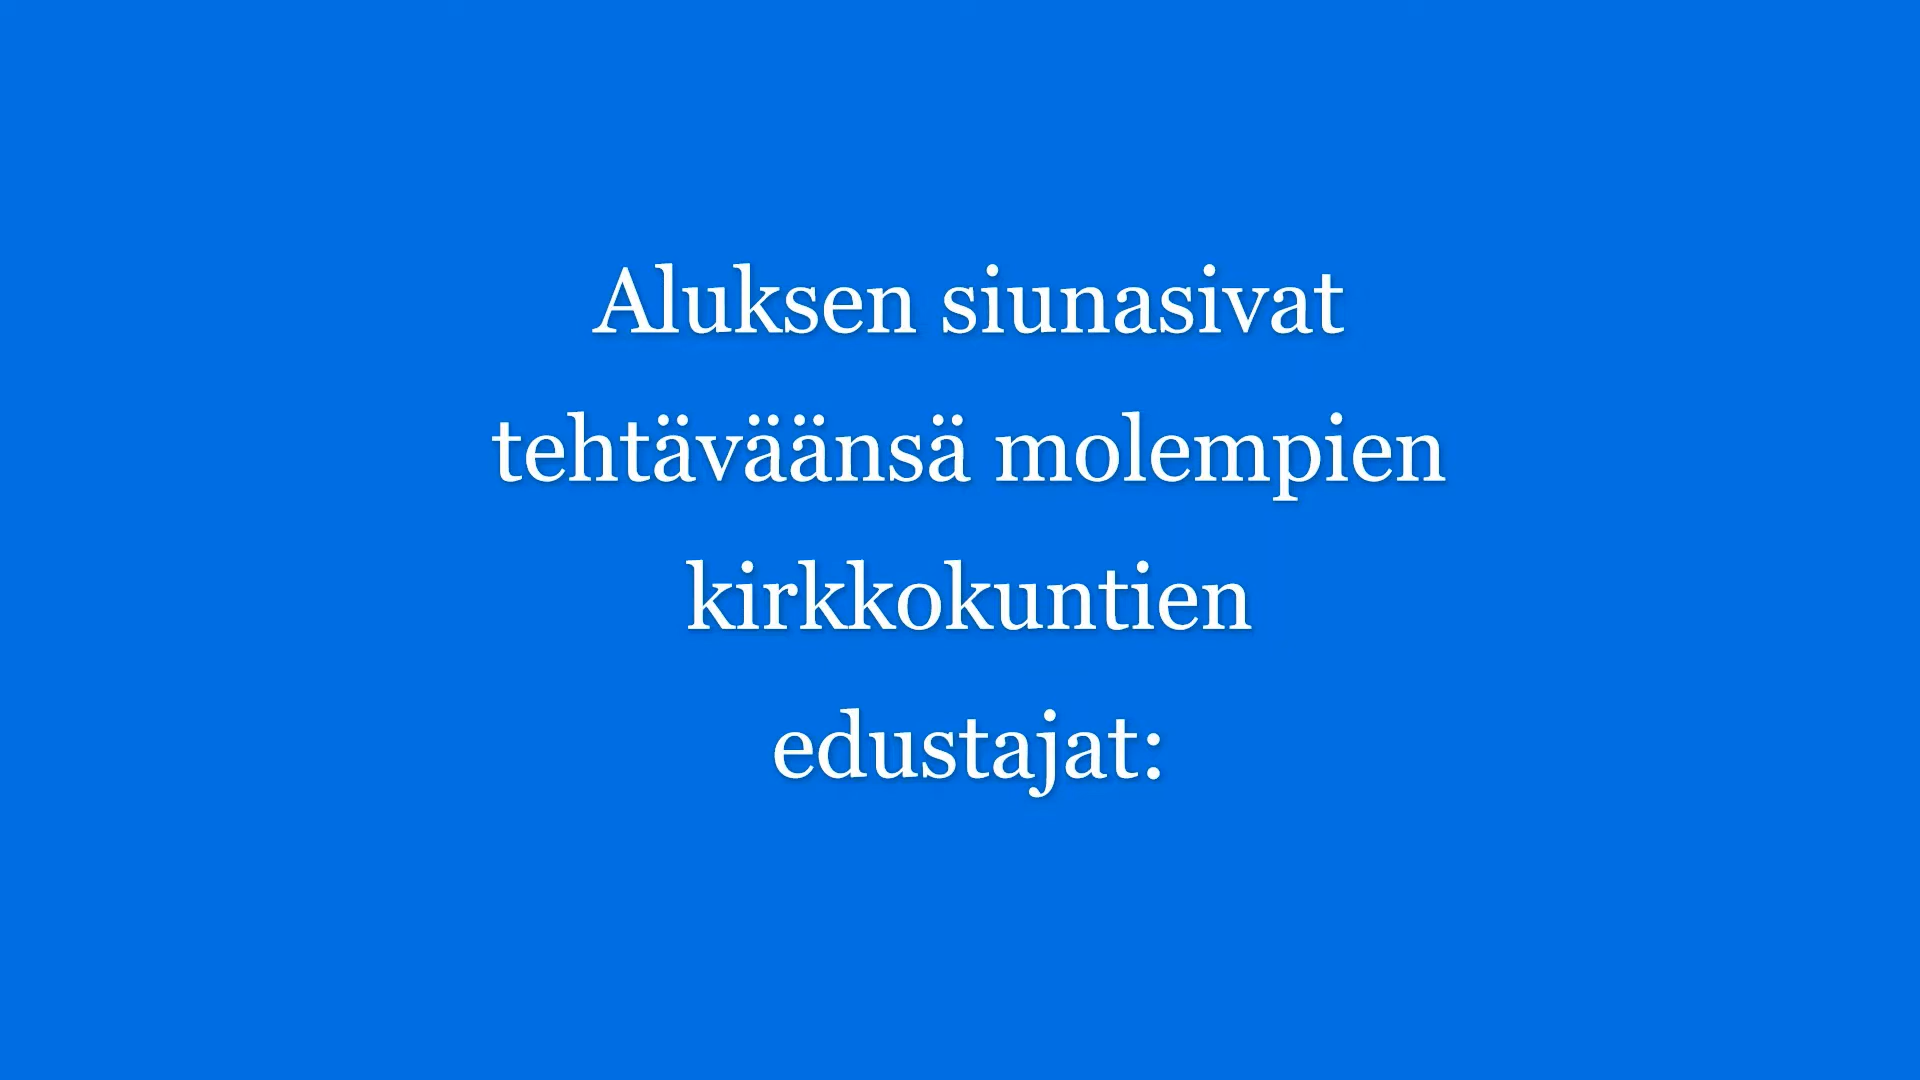 Aluksen siunasivat
tehtäväänsä molempien
kirkkokuntien
edustajat: